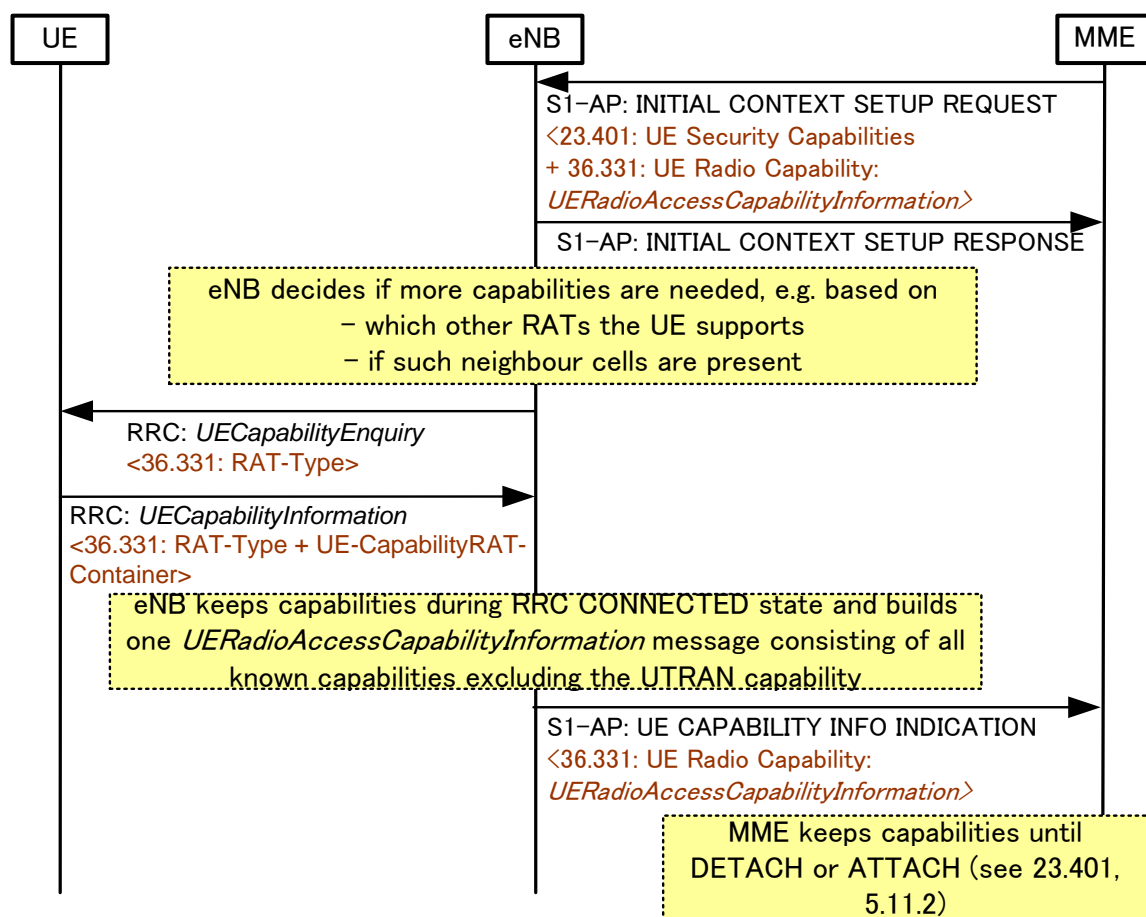 UE
eNB
MME
S1-AP: INITIAL CONTEXT SETUP REQUEST
<23.401: UE Security Capabilities
+ 36.331: UE Radio Capability:
UERadioAccessCapabilityInformation>
S1-AP: INITIAL CONTEXT SETUP RESPONSE
eNB decides if more capabilities are needed, e.g. based on
- which other RATs the UE supports
- if such neighbour cells are present
RRC: UECapabilityEnquiry
<36.331: RAT-Type>
RRC: UECapabilityInformation
<36.331: RAT-Type + UE-CapabilityRAT-
Container>
eNB keeps capabilities during RRC CONNECTED state and builds
one UERadioAccessCapabilityInformation message consisting of all
known capabilities excluding the UTRAN capability
S1-AP: UE CAPABILITY INFO INDICATION
<36.331: UE Radio Capability:
UERadioAccessCapabilityInformation>
MME keeps capabilities until
DETACH or ATTACH (see 23.401,
5.11.2)